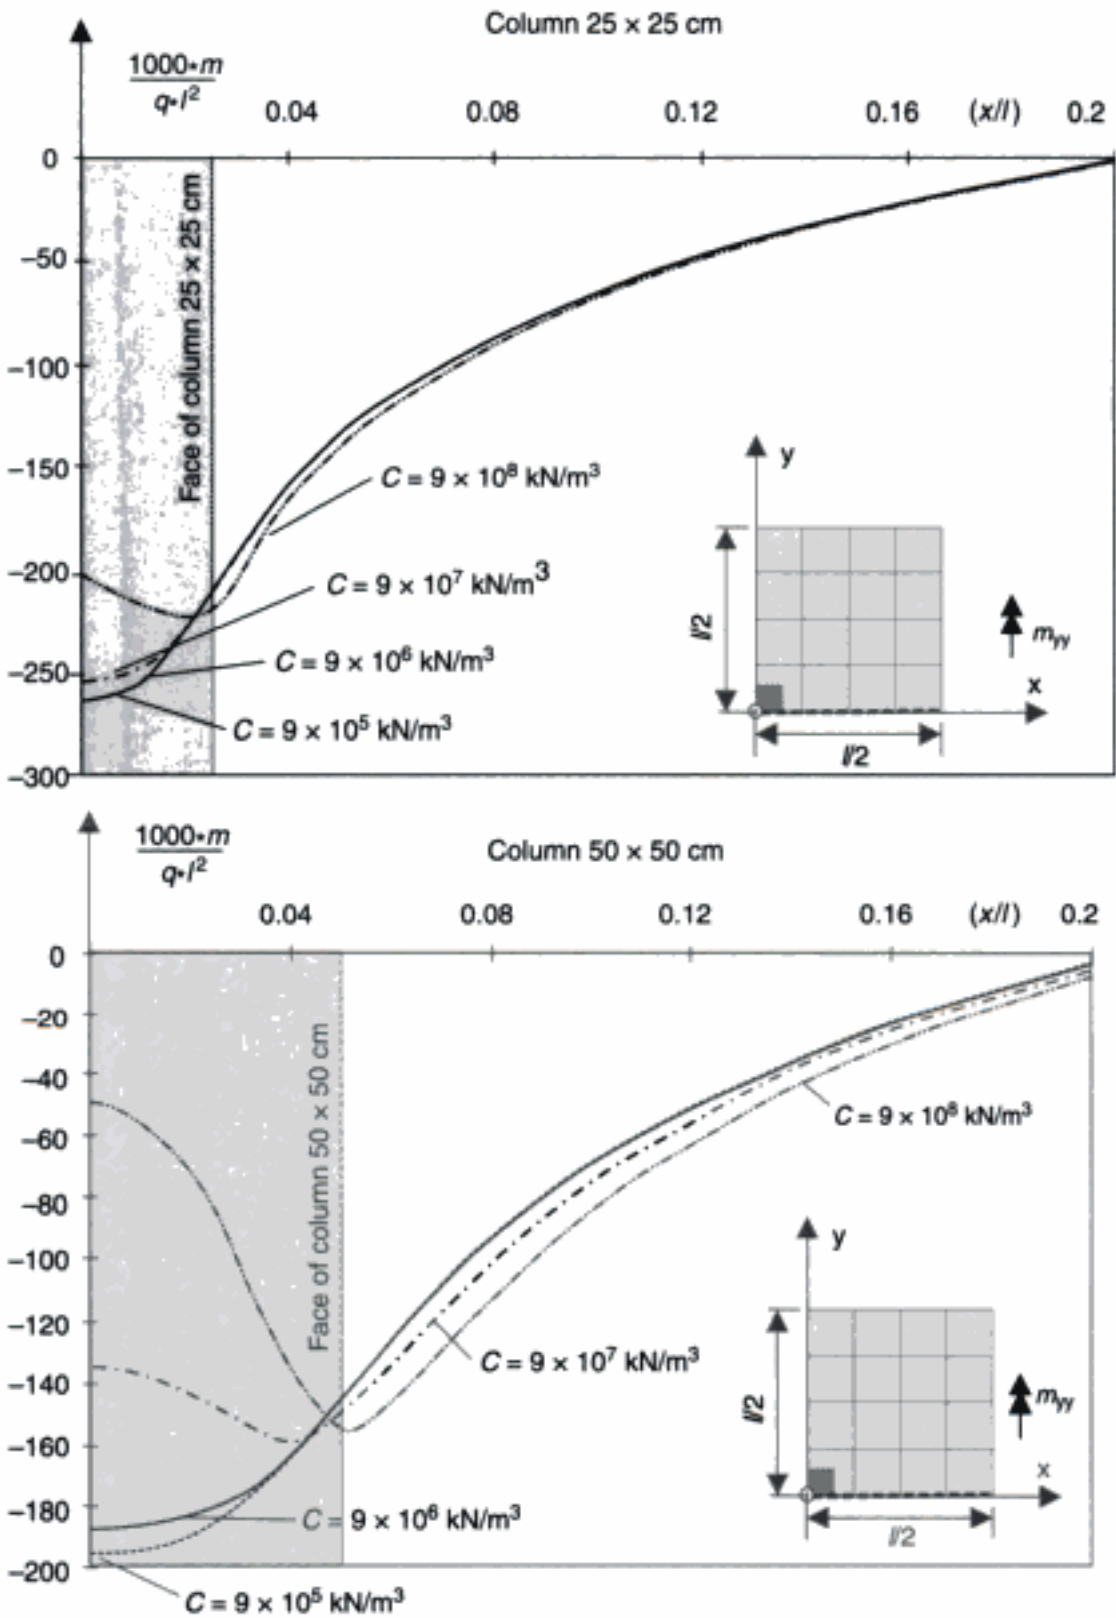 Column 25 × 25 cm
1000•m
q•l²
0.04 0.08 0.12 0.16 (x/l) 0.2
0
−50
−100
−150
−200
−250
−300
Face of column 25 × 25 cm
C = 9 × 10⁸ kN/m³
C = 9 × 10⁷ kN/m³
C = 9 × 10⁶ kN/m³
C = 9 × 10⁵ kN/m³
y
l/2
m_yy
x
l/2
1000•m
q•l²
Column 50 × 50 cm
0.04 0.08 0.12 0.16 (x/l) 0.2
0
−20
−40
−60
−80
−100
−120
−140
−160
−180
−200
Face of column 50 × 50 cm
C = 9 × 10⁸ kN/m³
C = 9 × 10⁷ kN/m³
C = 9 × 10⁶ kN/m³
C = 9 × 10⁵ kN/m³
y
l/2
m_yy
x
l/2